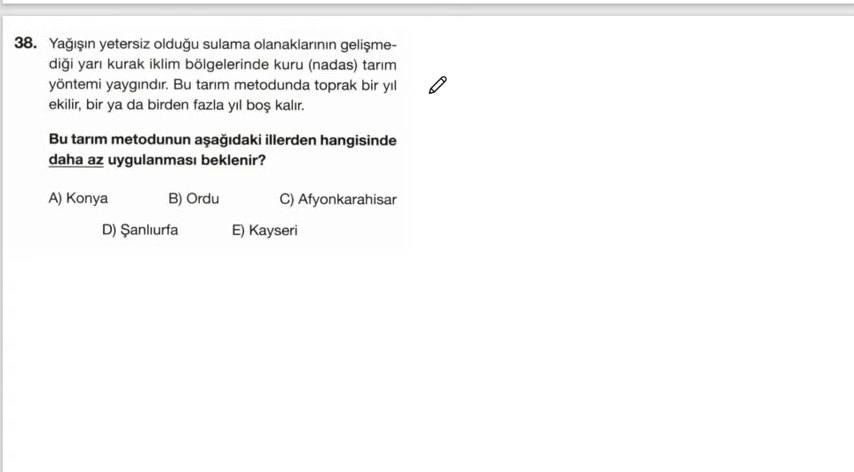 38. Yağışın yetersiz olduğu sulama olanaklarının gelişme-
diği yarı kurak iklim bölgelerinde kuru (nadas) tarım
yöntemi yaygındır. Bu tarım metodunda toprak bir yıl
ekilir, bir ya da birden fazla yıl boş kalır.
Bu tarım metodunun aşağıdaki illerden hangisinde
daha az uygulanması beklenir?
A) Konya B) Ordu C) Afyonkarahisar
D) Şanlıurfa E) Kayseri